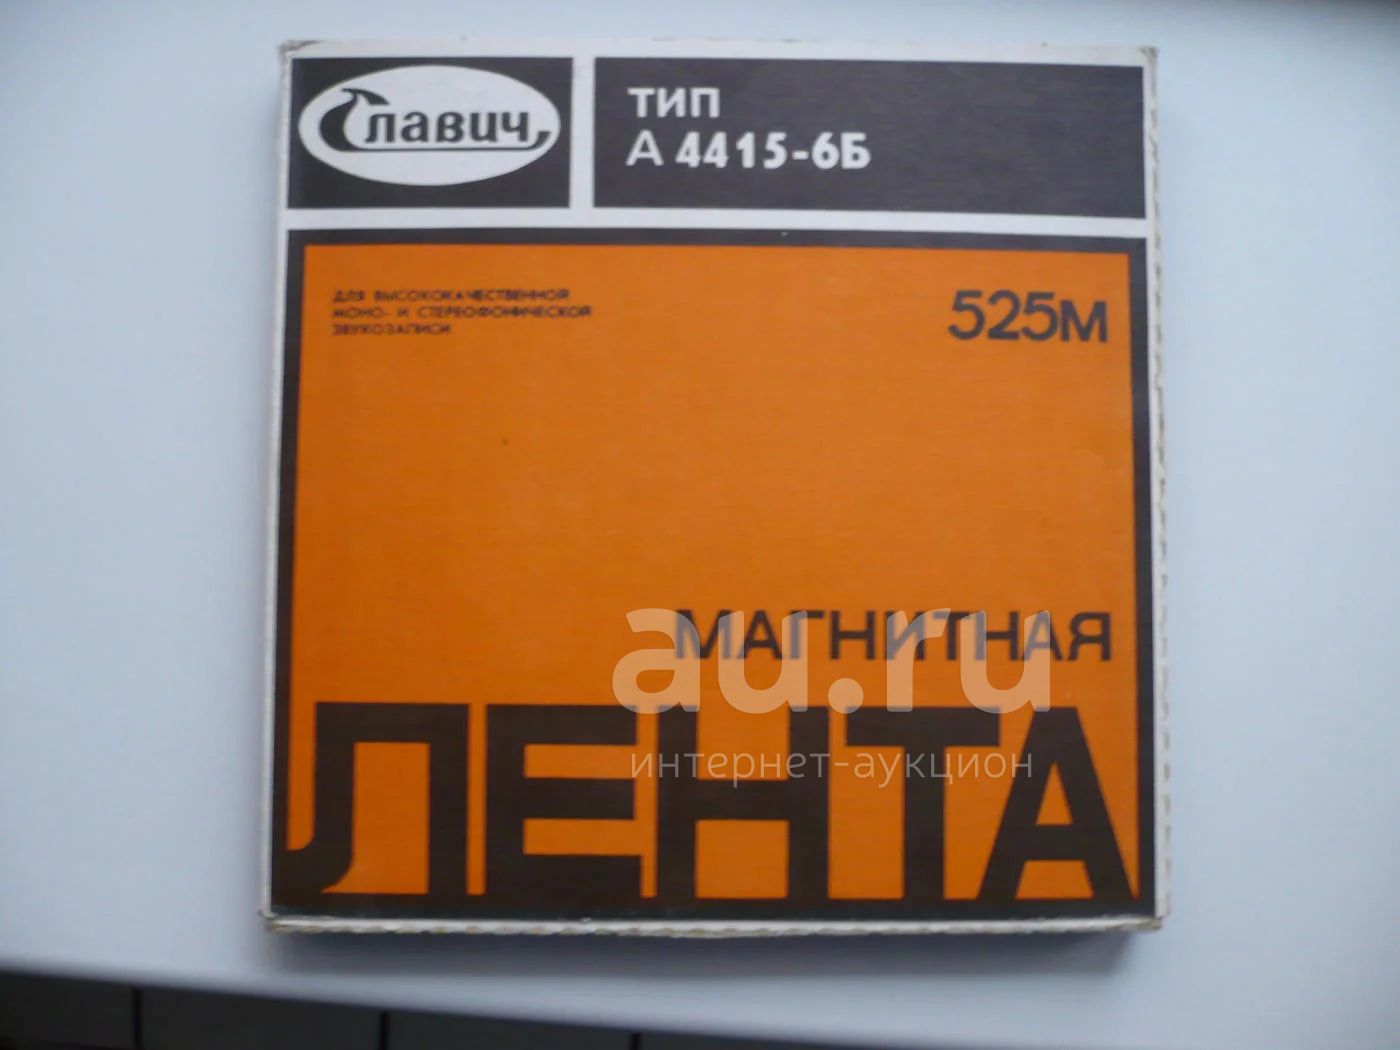 Славич
ТИП
А 4415-6Б
ДЛЯ ВЫСОКОКАЧЕСТВЕННОЙ
МОНО- И СТЕРЕОФОНИЧЕСКОЙ
ЗВУКОЗАПИСИ
525м
МАГНИТНАЯ
ЛЕНТА
au.ru
интернет-аукцион